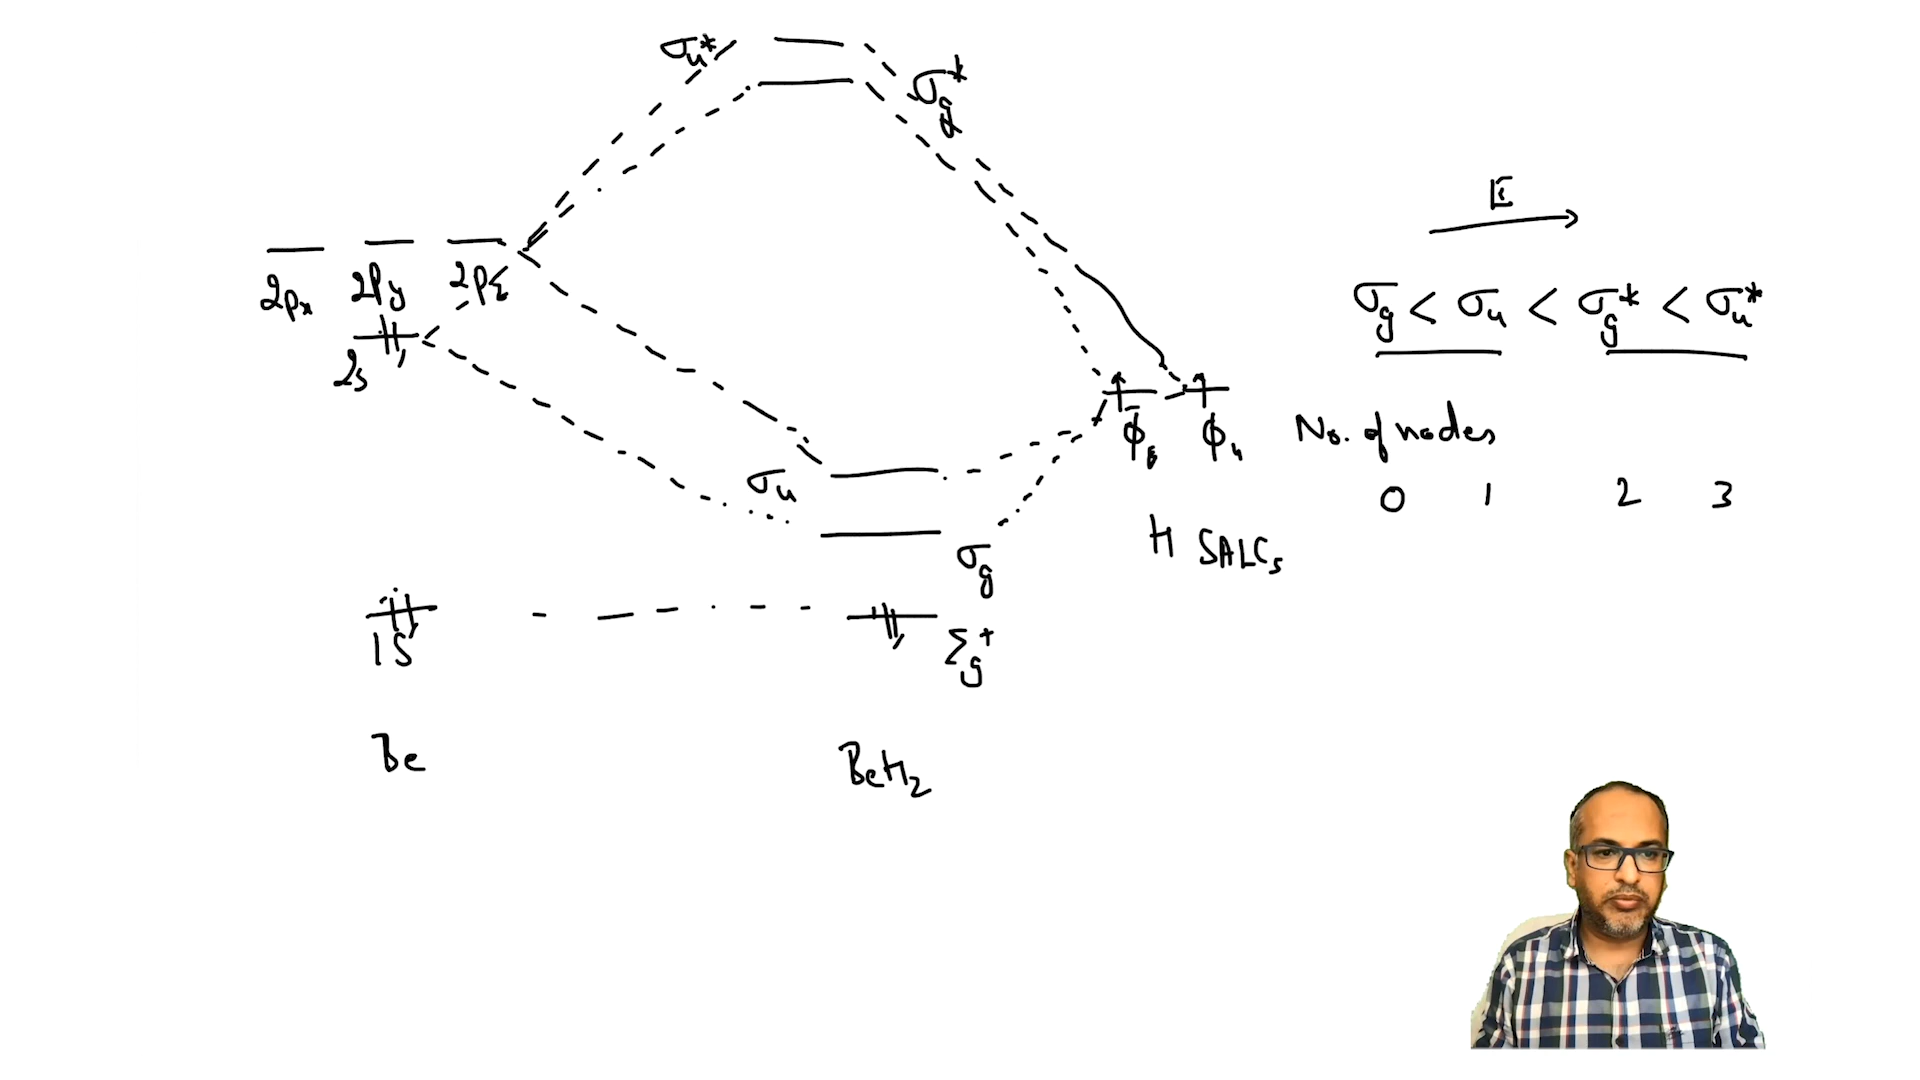 σu*
σg*
E
2px 2py 2pz
σg < σu < σg* < σu*
2s
φg φu
No. of nodes
σu
0 1 2 3
H SALCs
σg
1S
Σg+
Be
BeH2